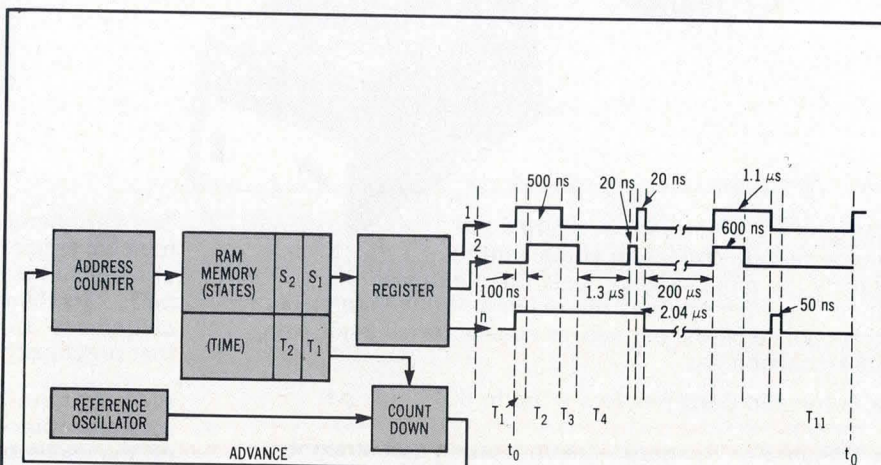 ADDRESS
COUNTER
RAM
MEMORY
(STATES)
S2 S1
(TIME)
T2 T1
REGISTER
REFERENCE
OSCILLATOR
COUNT
DOWN
ADVANCE
1
2
n
500 ns
20 ns
20 ns
1.1 μs
600 ns
100 ns
1.3 μs
200 μs
2.04 μs
50 ns
T1 T2 T3 T4 T11
t0 t0